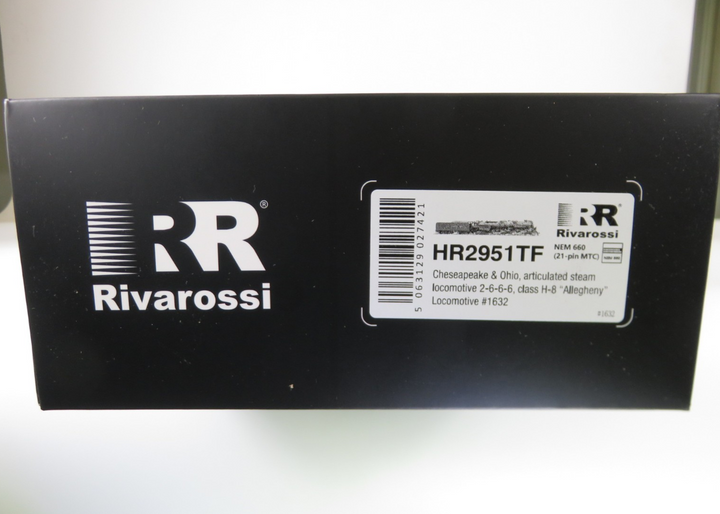 RR®
Rivarossi
5 063129 027421
RR
Rivarossi
HR2951TF
NEM 660
(21-pin MTC)
Cheseapeake & Ohio, articulated steam
locomotive 2-6-6-6, class H-8 "Allegheny"
Locomotive #1632
#1632